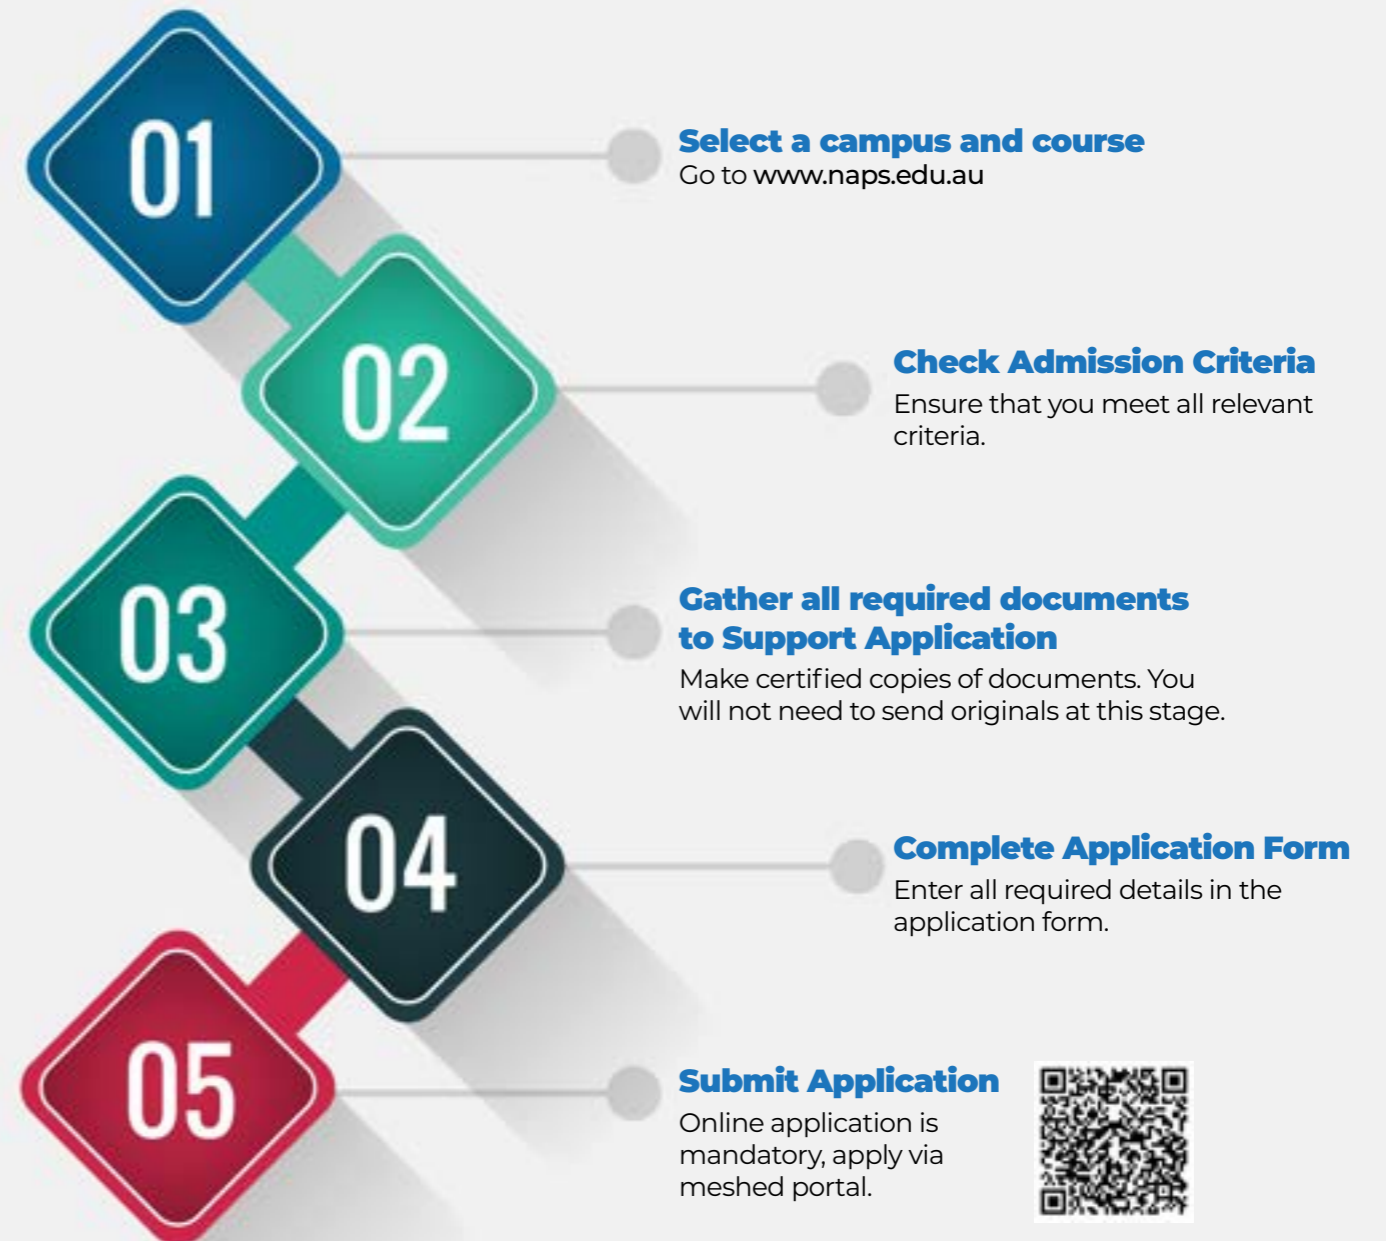 01
Select a campus and course
Go to www.naps.edu.au
02
Check Admission Criteria
Ensure that you meet all relevant
criteria.
03
Gather all required documents
to Support Application
Make certified copies of documents. You
will not need to send originals at this stage.
04
Complete Application Form
Enter all required details in the
application form.
05
Submit Application
Online application is
mandatory, apply via
meshed portal.